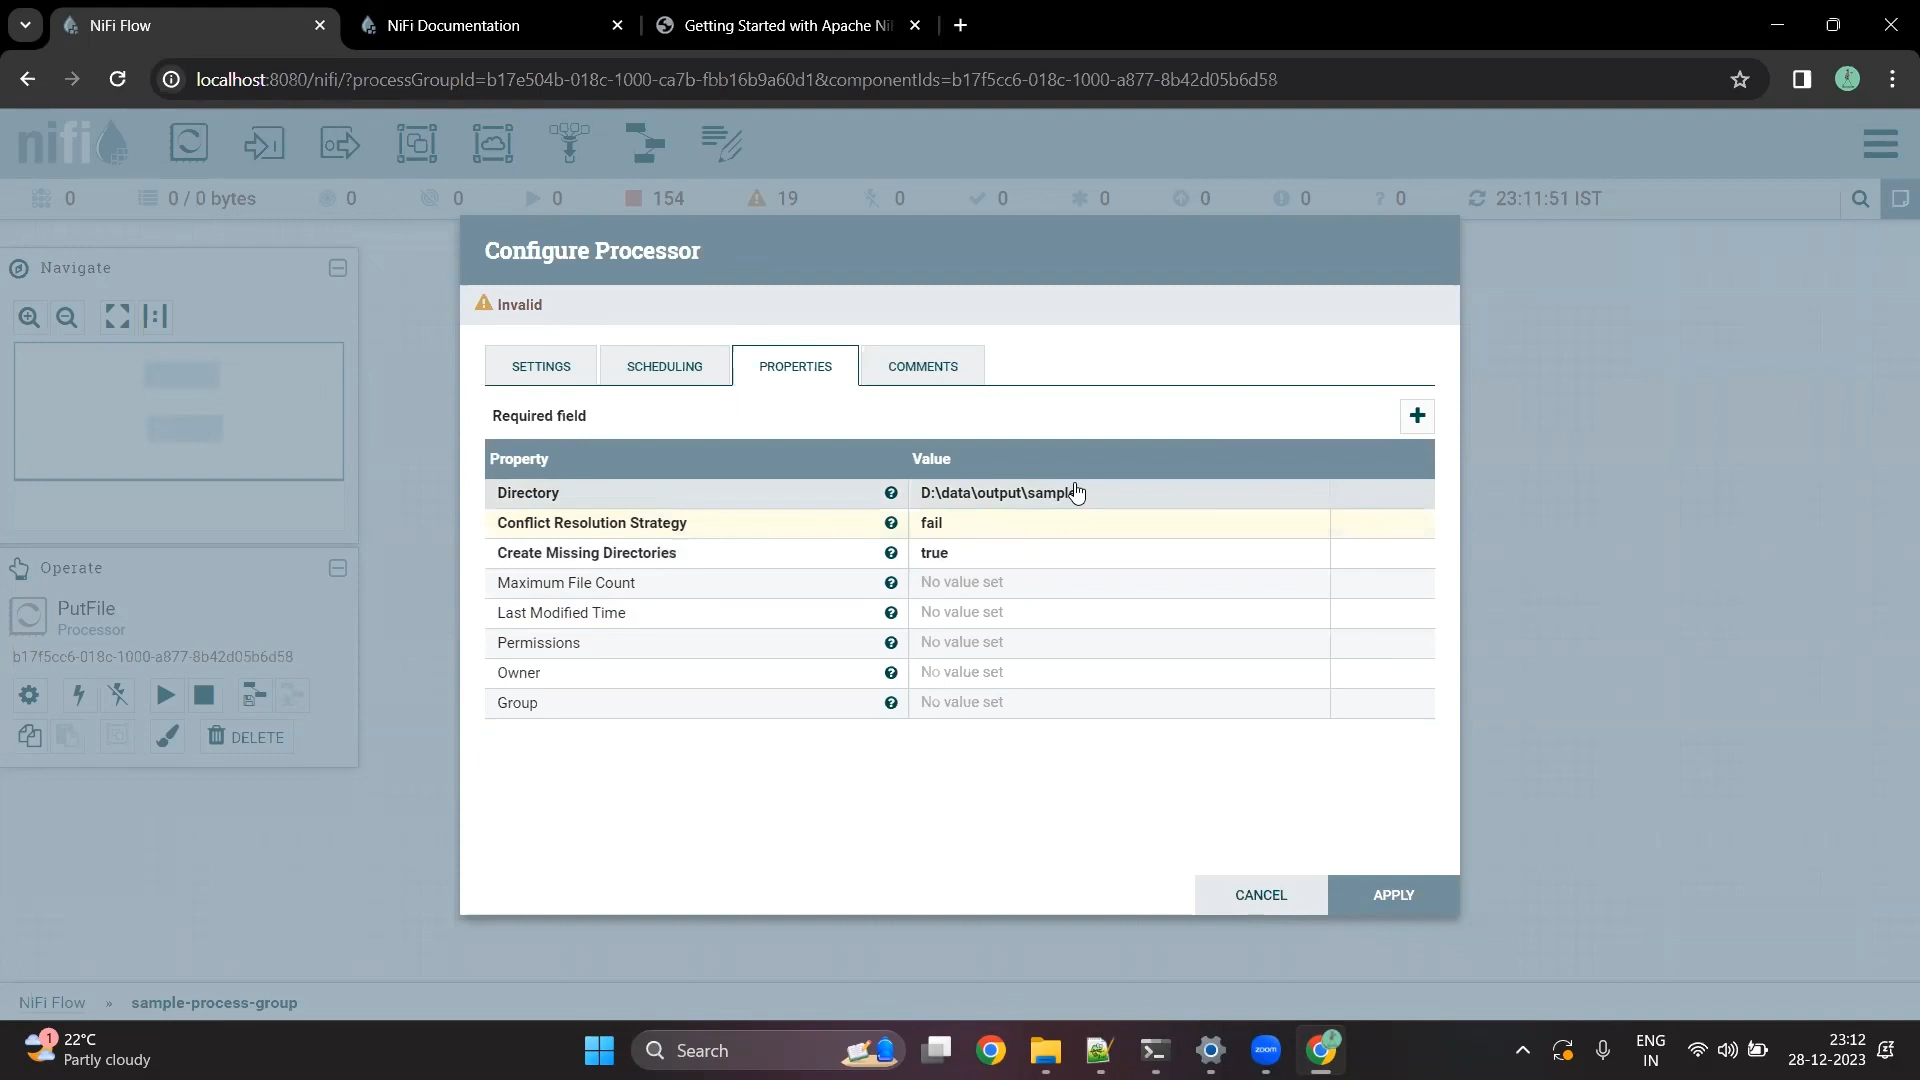 NiFi Flow
NiFi Documentation
Getting Started with Apache Ni
localhost:8080/nifi/?processGroupId=b17e504b-018c-1000-ca7b-fbb16b9a60d1&componentIds=b17f5cc6-018c-1000-a877-8b42d05b6d58
nifi
0 0 / 0 bytes 0 0 0 154 19 0 0 0 0 0 ? 0 23:11:51 IST
Configure Processor
Invalid
Navigate
SETTINGS SCHEDULING PROPERTIES COMMENTS
Required field
Property Value
Directory D:\data\output\sample
Conflict Resolution Strategy fail
Create Missing Directories true
Maximum File Count No value set
Last Modified Time No value set
Permissions No value set
Owner No value set
Group No value set
Operate
PutFile
Processor
b17f5cc6-018c-1000-a877-8b42d05b6d58
DELETE
CANCEL APPLY
NiFi Flow » sample-process-group
1
22°C
Partly cloudy
Search
zoom
ENG
IN
23:12
28-12-2023